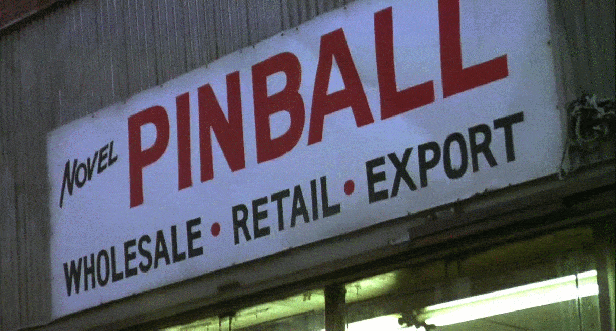 NOVEL PINBALL
WHOLESALE • RETAIL • EXPORT